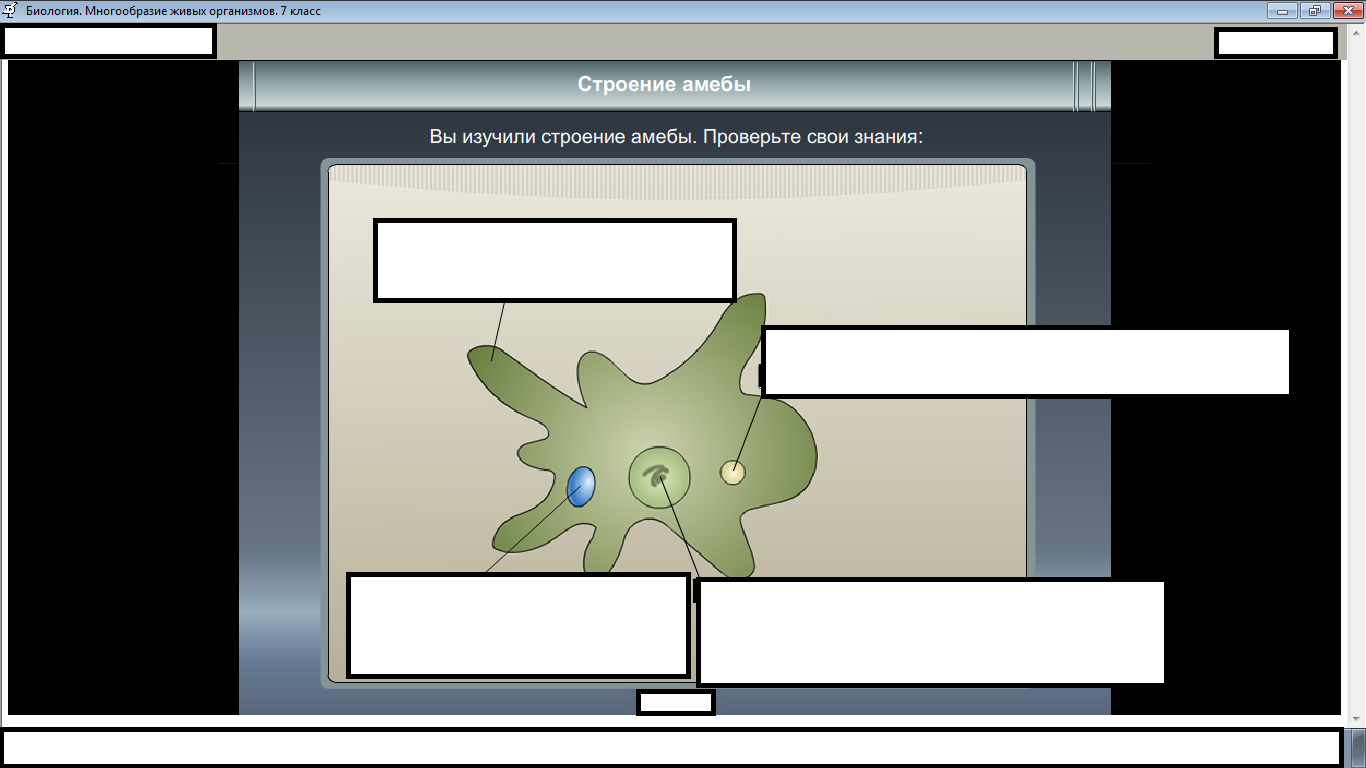 Биология. Многообразие живых организмов. 7 класс
Строение амебы
Вы изучили строение амебы. Проверьте свои знания: